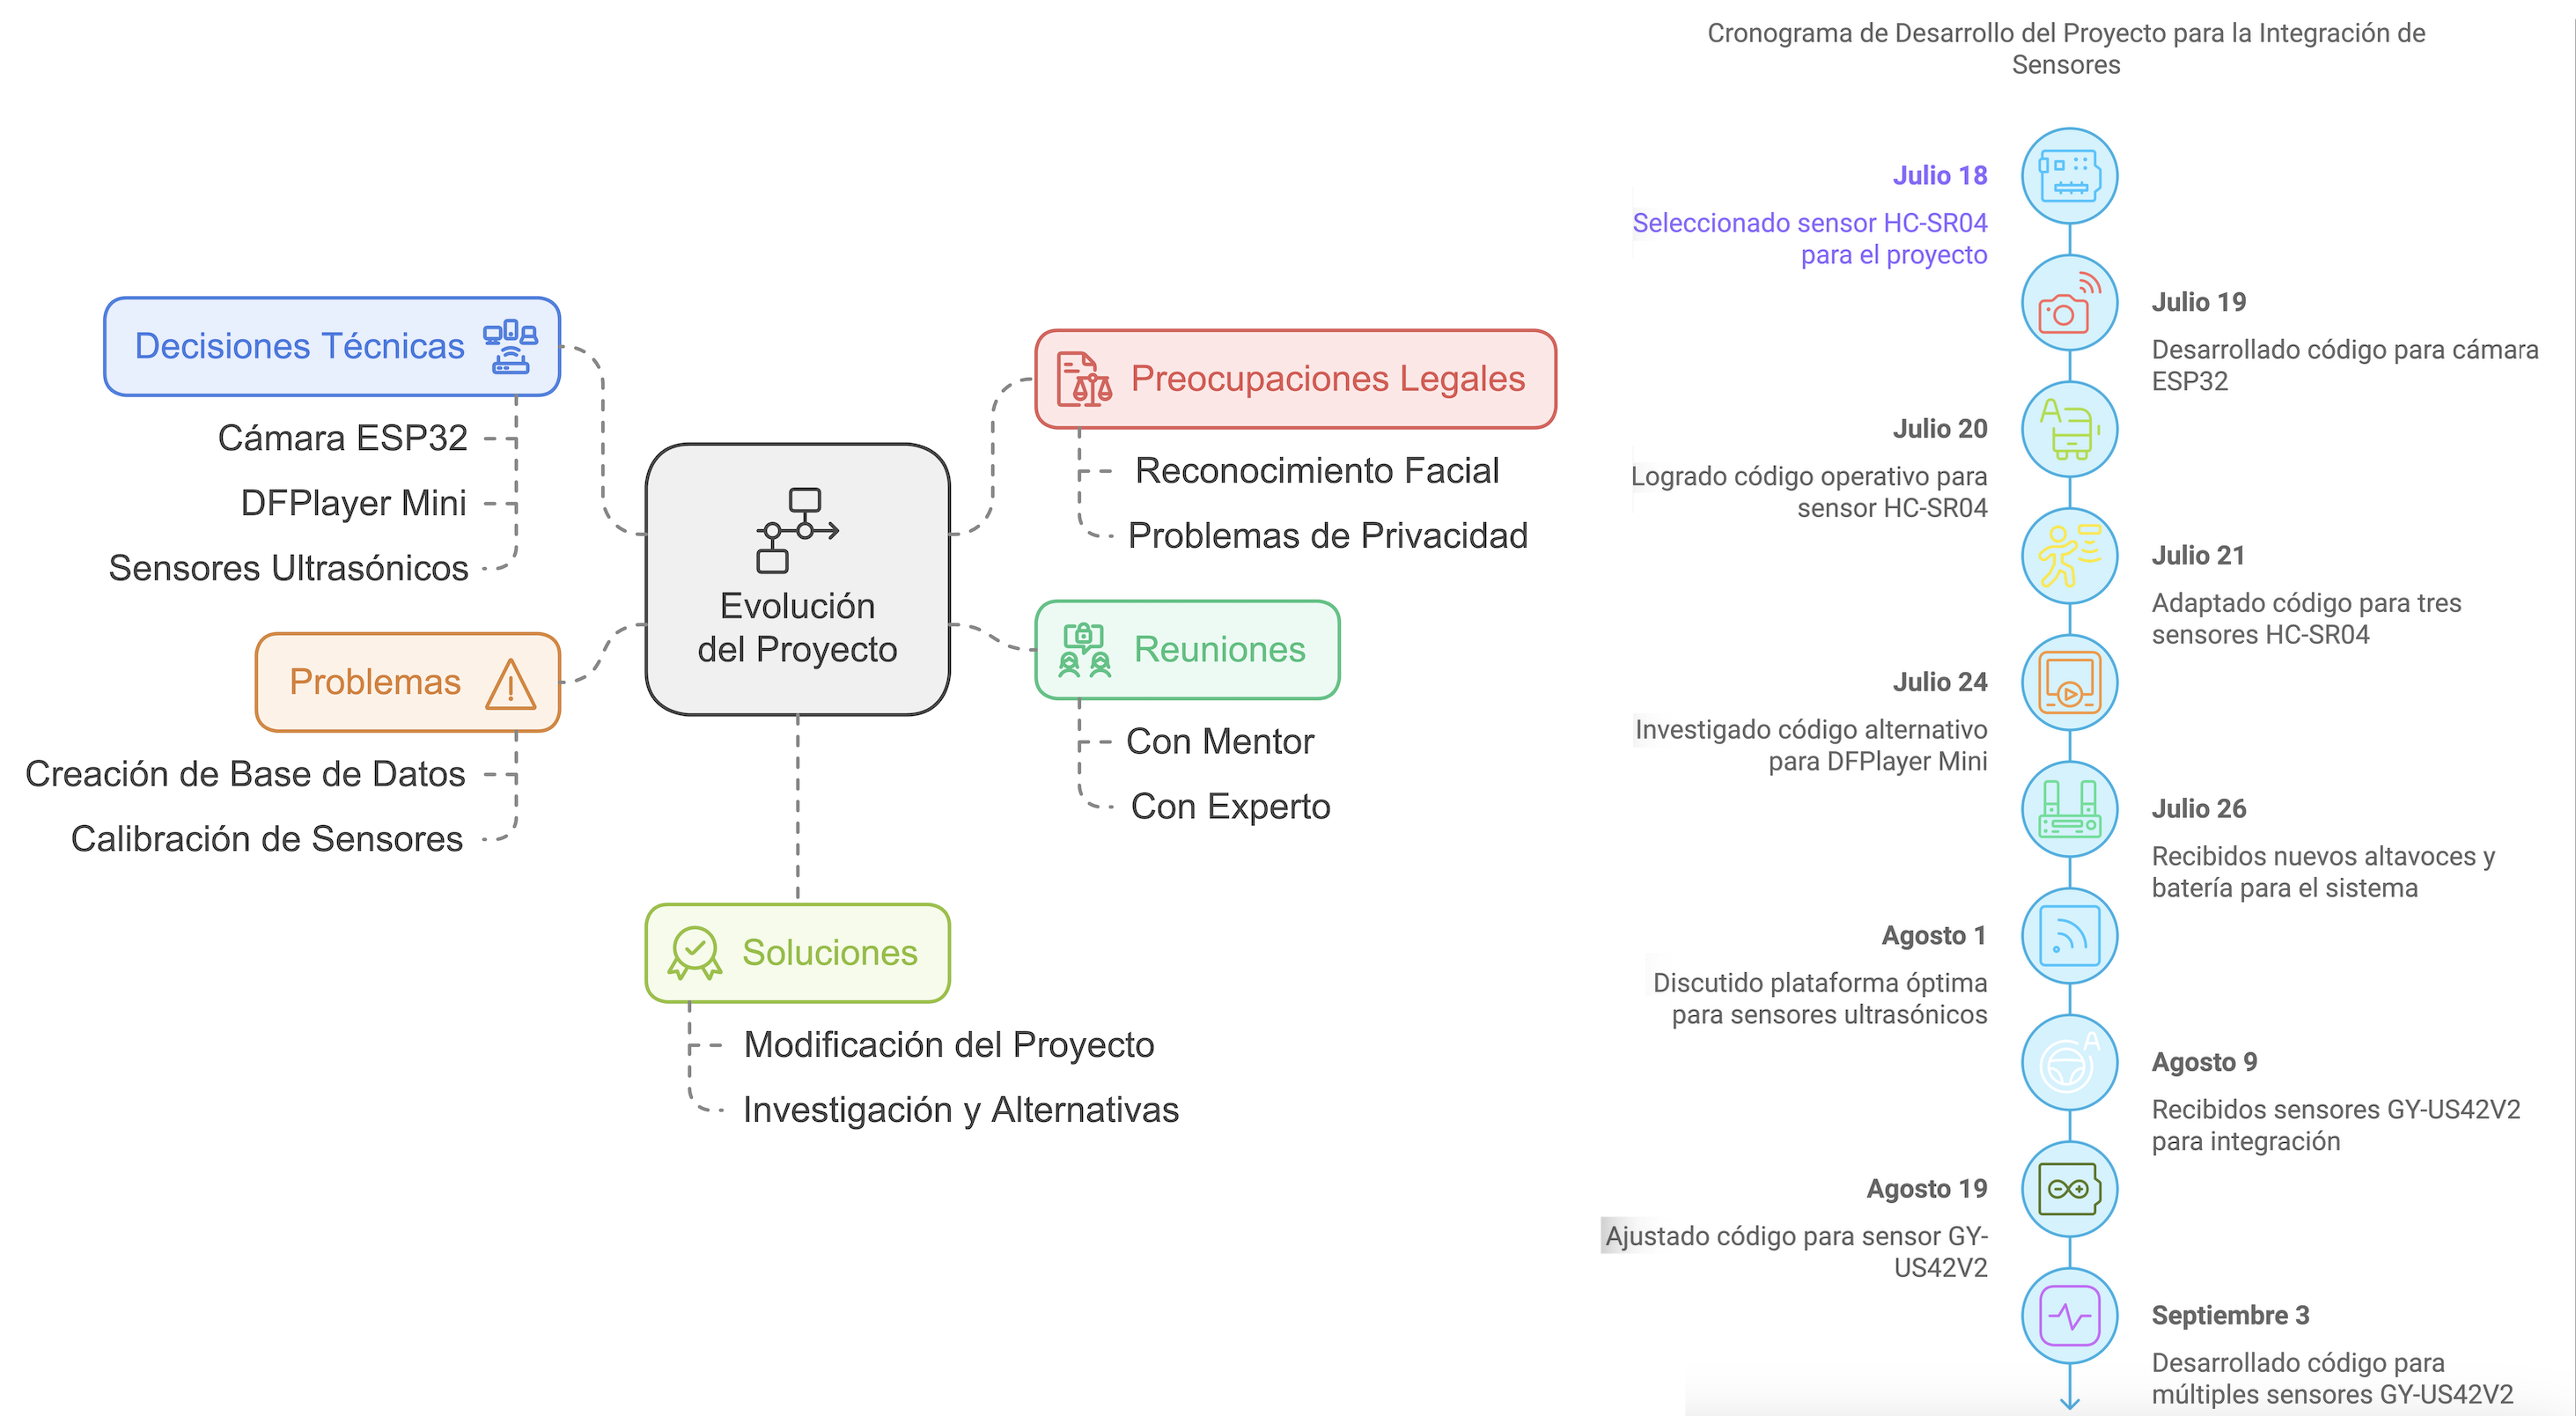 Decisiones Técnicas
Cámara ESP32
DFPlayer Mini
Sensores Ultrasónicos
Problemas
Creación de Base de Datos
Calibración de Sensores
Evolución
del Proyecto
Preocupaciones Legales
Reconocimiento Facial
Problemas de Privacidad
Reuniones
Con Mentor
Con Experto
Soluciones
Modificación del Proyecto
Investigación y Alternativas
Cronograma de Desarrollo del Proyecto para la Integración de
Sensores
Julio 18
Seleccionado sensor HC-SR04
para el proyecto
Julio 19
Desarrollado código para cámara
ESP32
Julio 20
Logrado código operativo para
sensor HC-SR04
Julio 21
Adaptado código para tres
sensores HC-SR04
Julio 24
Investigado código alternativo
para DFPlayer Mini
Julio 26
Recibidos nuevos altavoces y
batería para el sistema
Agosto 1
Discutido plataforma óptima
para sensores ultrasónicos
Agosto 9
Recibidos sensores GY-US42V2
para integración
Agosto 19
Ajustado código para sensor GY-
US42V2
Septiembre 3
Desarrollado código para
múltiples sensores GY-US42V2